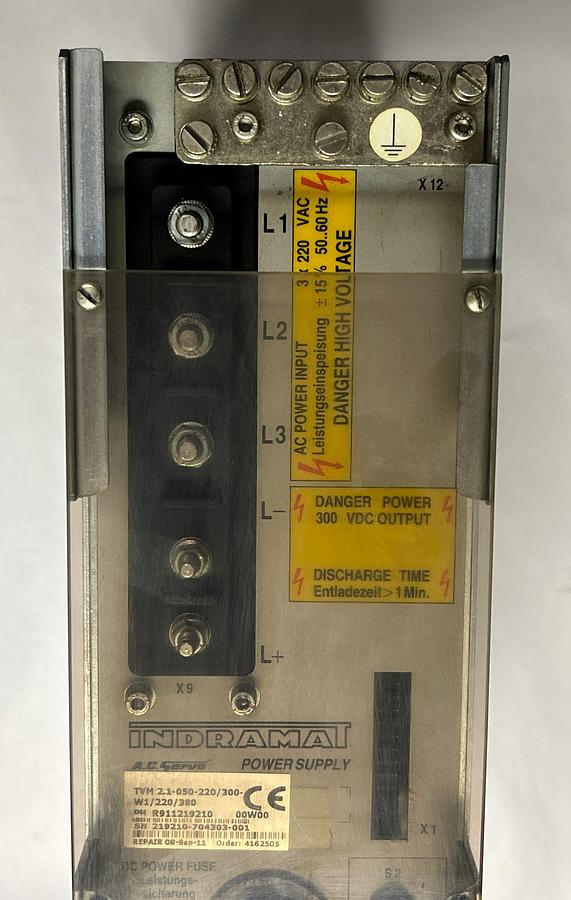 X12
L1
L2
L3
L-
L+
AC POWER INPUT 3 x 220 VAC
Leistungseinspeisung ± 15% 50..60 Hz
DANGER HIGH VOLTAGE
DANGER POWER
300 VDC OUTPUT
DISCHARGE TIME
Entladezeit > 1 Min.
X9
INDRAMAT
A.C. Servo POWER SUPPLY
TVM 2.1-050-220/300-
W1/220/380
CE
PN R911219210 00W00
SN 219210-704303-001
REPAIR 08-Sep-11 Order: 4162505
X1
DC POWER FUSE
Leistungs-
sicharung
S2